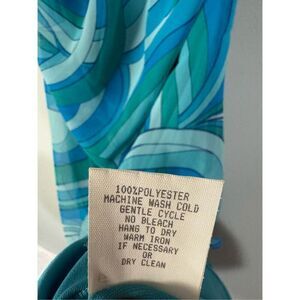 100%POLYESTER
MACHINE WASH COLD
GENTLE CYCLE
NO BLEACH
HANG TO DRY
WARM IRON
IF NECESSARY
OR
DRY CLEAN